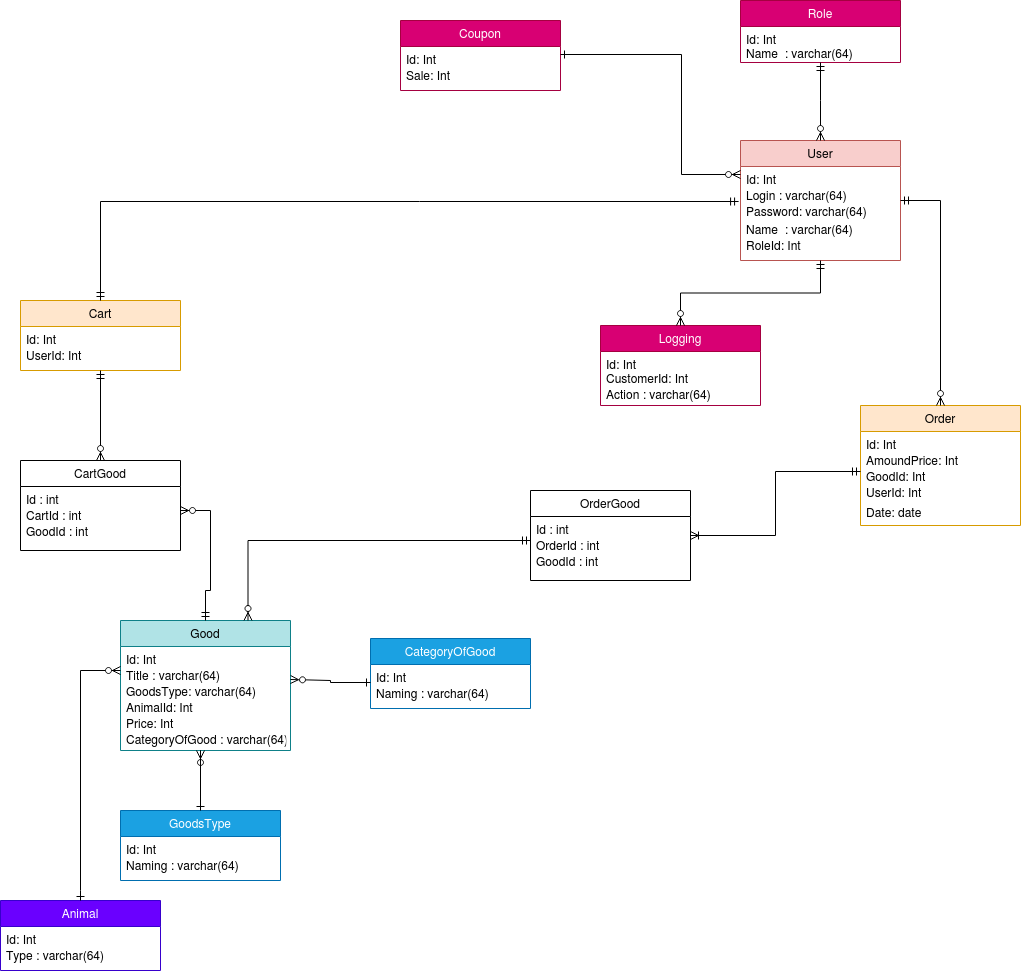 Role
Id: Int
Name : varchar(64)
Coupon
Id: Int
Sale: Int
User
Id: Int
Login : varchar(64)
Password: varchar(64)
Name : varchar(64)
RoleId: Int
Cart
Id: Int
UserId: Int
Logging
Id: Int
CustomerId: Int
Action : varchar(64)
Order
Id: Int
AmoundPrice: Int
GoodId: Int
UserId: Int
Date: date
CartGood
Id : int
CartId : int
GoodId : int
OrderGood
Id : int
OrderId : int
GoodId : int
Good
Id: Int
Title : varchar(64)
GoodsType: varchar(64)
AnimalId: Int
Price: Int
CategoryOfGood : varchar(64)
CategoryOfGood
Id: Int
Naming : varchar(64)
GoodsType
Id: Int
Naming : varchar(64)
Animal
Id: Int
Type : varchar(64)